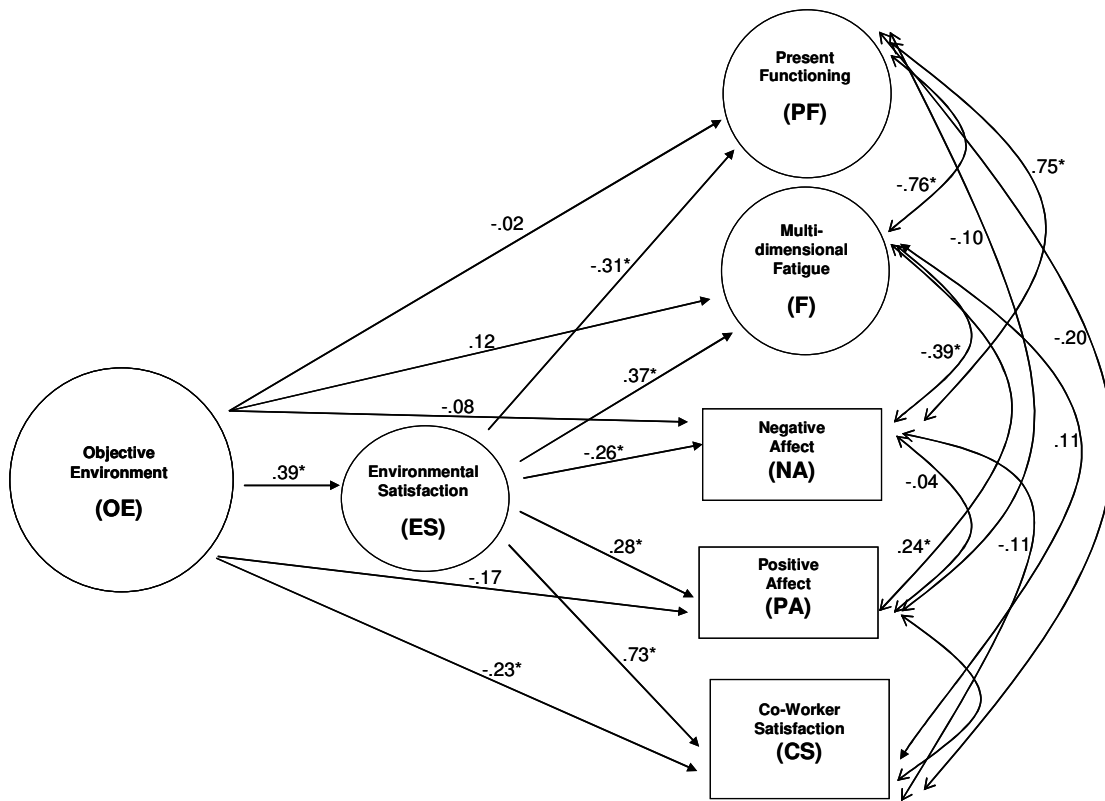 Present
Functioning
(PF)
.75*
-.76*
Multi-
dimensional
Fatigue
(F)
-.02
-.10
-.31*
.12
-.39*
-.20
.37*
-.08
Negative
Affect
(NA)
.11
Objective
Environment
(OE)
.39*
Environmental
Satisfaction
(ES)
-.26*
-.04
.28*
.24*
-.11
Positive
Affect
(PA)
-.17
.73*
-.23*
Co-Worker
Satisfaction
(CS)